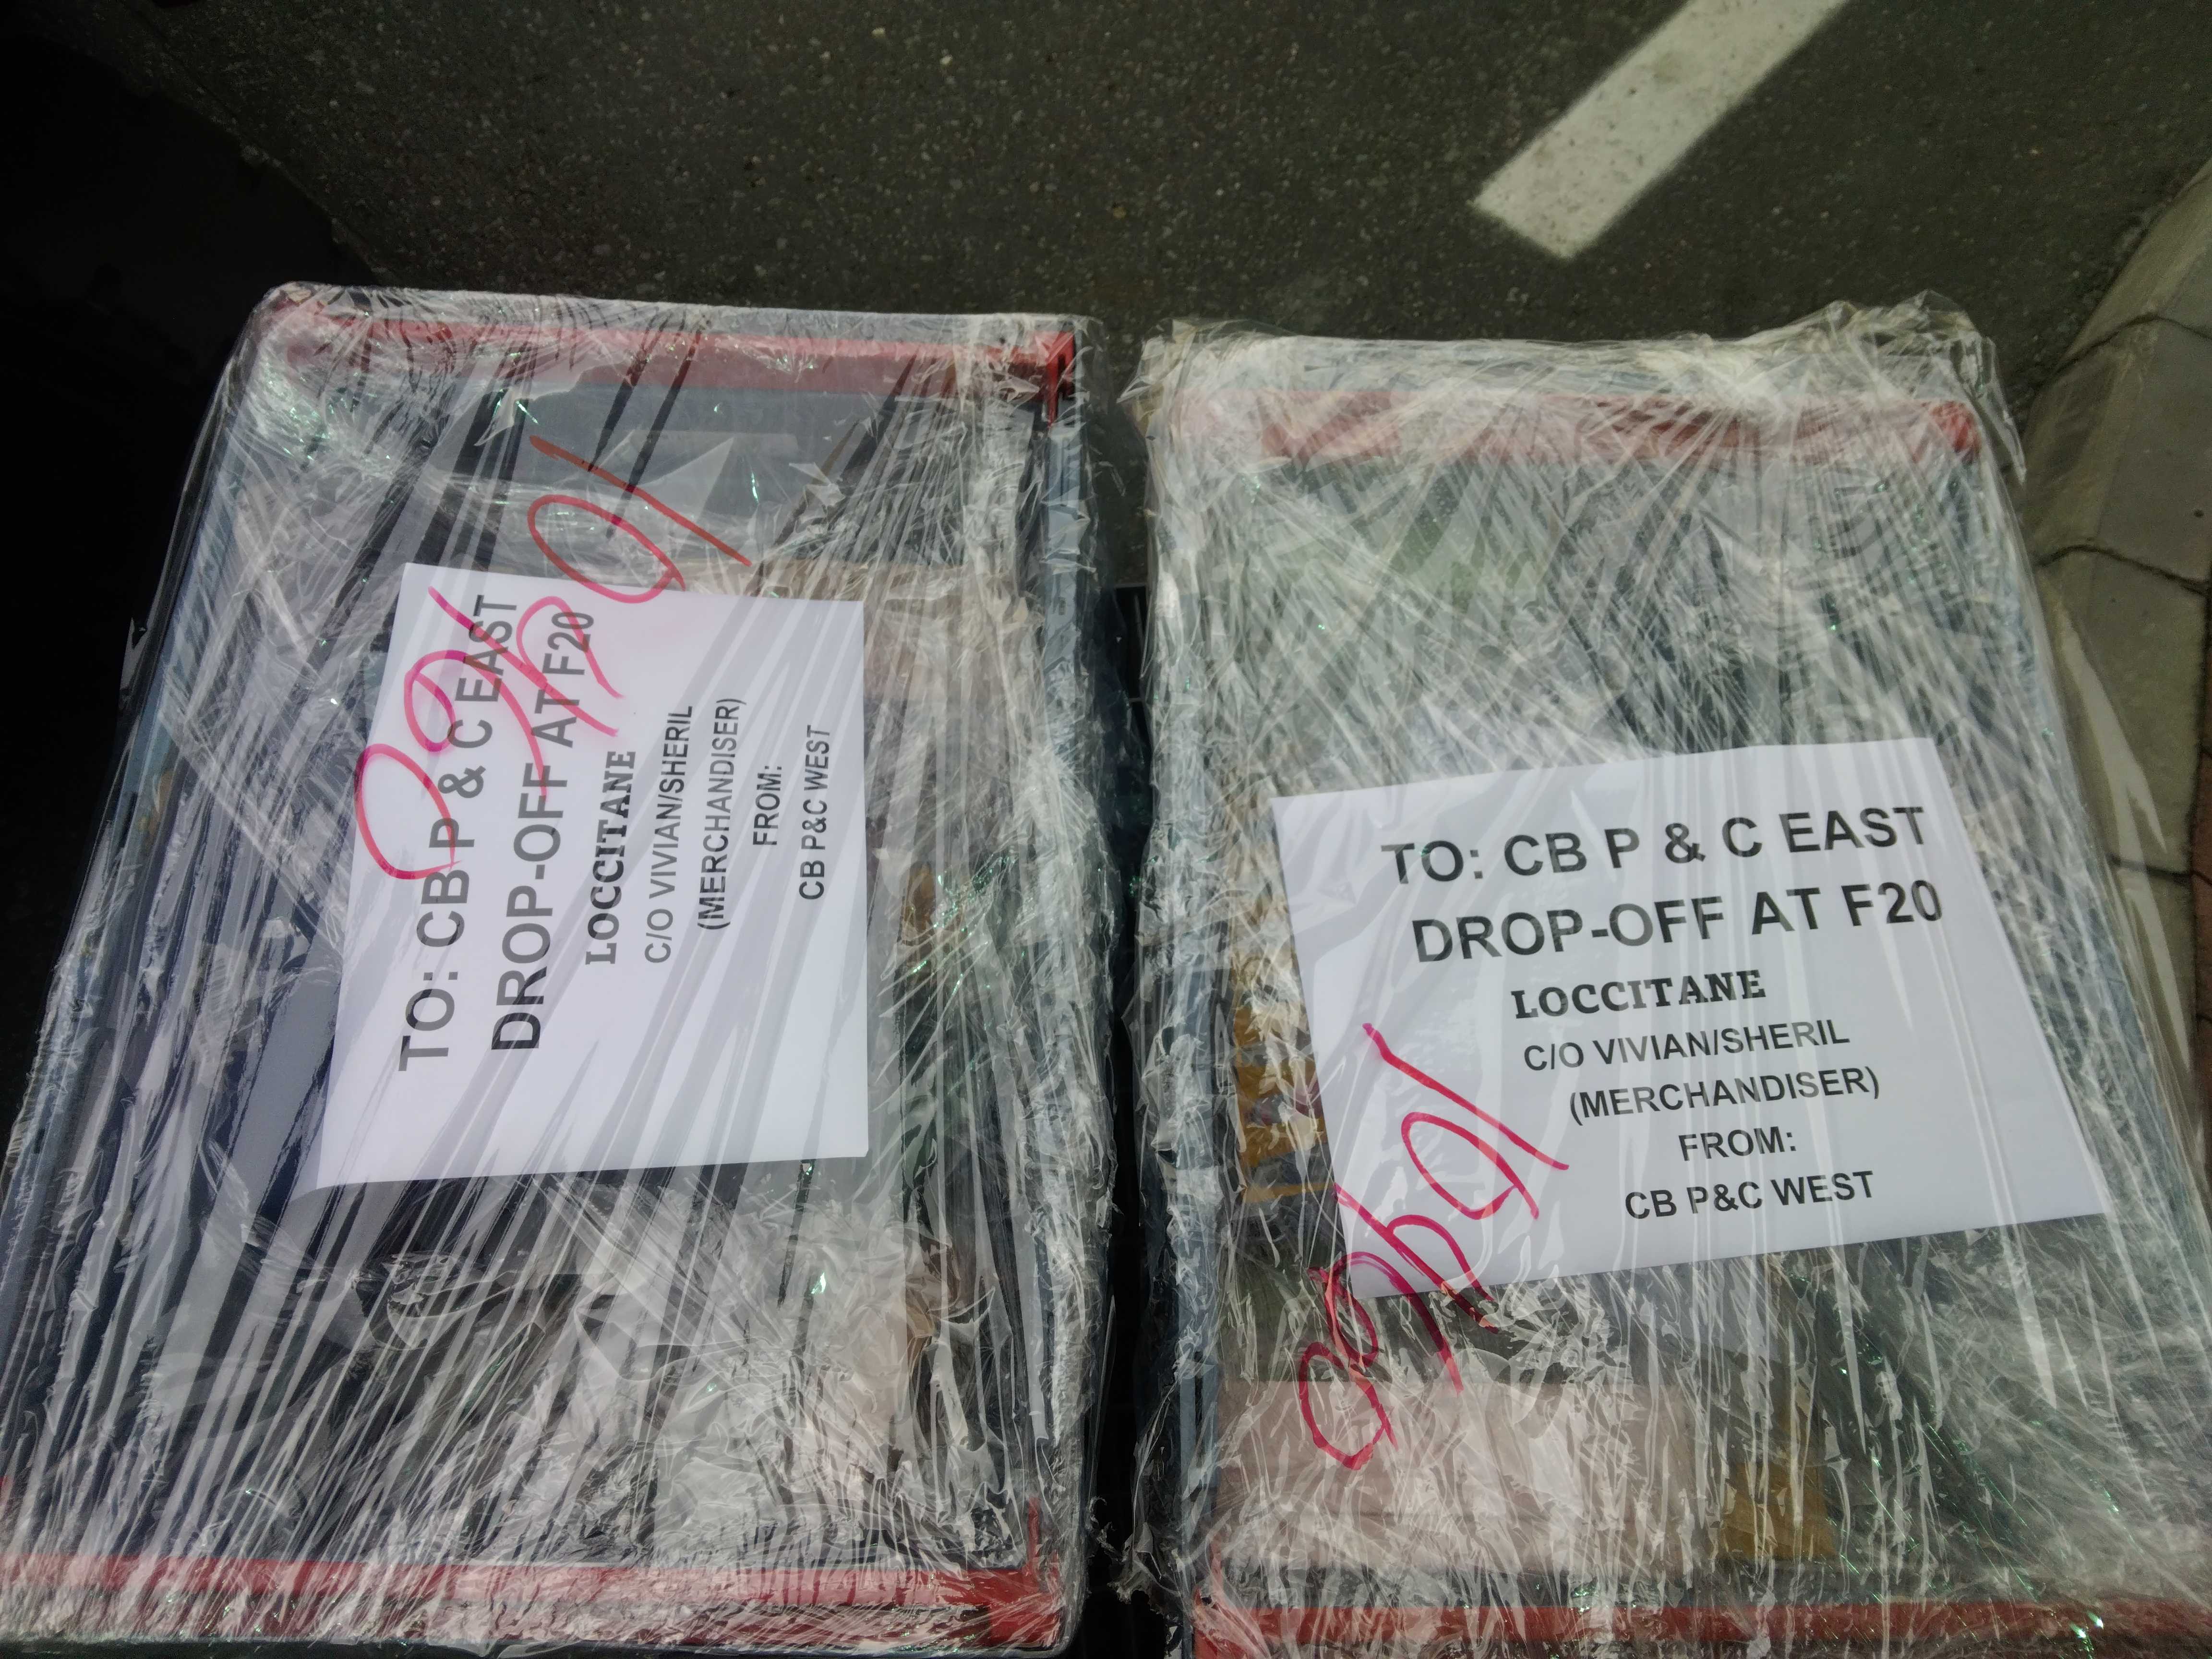 TO: CB P & C EAST
DROP-OFF AT F20
LOCCITANE
C/O VIVIAN/SHERIL
(MERCHANDISER)
FROM:
CB P&C WEST
TO: CB P & C EAST
DROP-OFF AT F20
LOCCITANE
C/O VIVIAN/SHERIL
(MERCHANDISER)
FROM:
CB P&C WEST